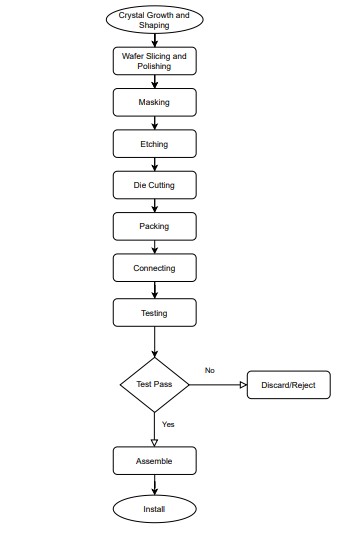 Crystal Growth and
Shaping
Wafer Slicing and
Polishing
Masking
Etching
Die Cutting
Packing
Connecting
Testing
Test Pass
No
Discard/Reject
Yes
Assemble
Install